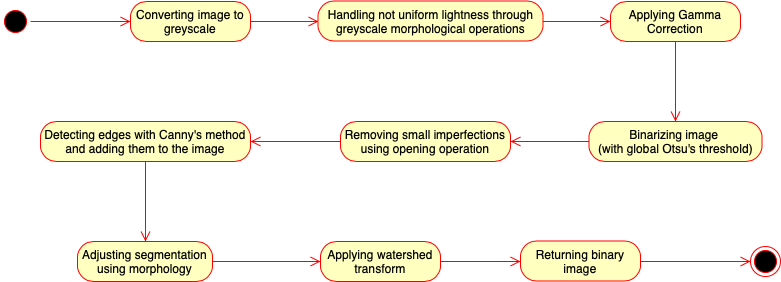 Converting image to
greyscale
Handling not uniform lightness through
greyscale morphological operations
Applying Gamma
Correction
Binarizing image
(with global Otsu's threshold)
Removing small imperfections
using opening operation
Detecting edges with Canny's method
and adding them to the image
Adjusting segmentation
using morphology
Applying watershed
transform
Returning binary
image